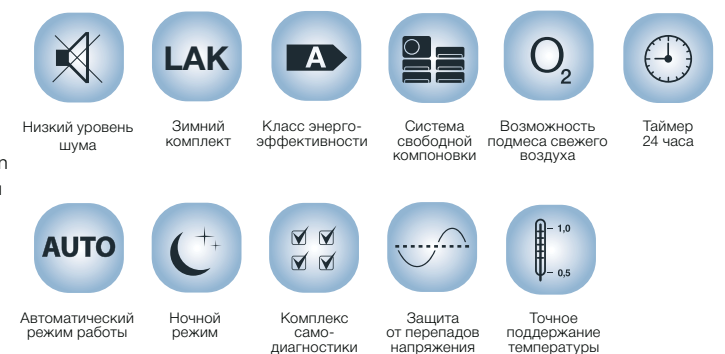 LAK
A
O2
Низкий уровень
шума
Зимний
комплект
Класс энерго-
эффективности
Система
свободной
компоновки
Возможность
подмеса свежего
воздуха
Таймер
24 часа
n
AUTO
1,0
0,5
Автоматический
режим работы
Ночной
режим
Комплекс
само-
диагностики
Защита
от перепадов
напряжения
Точное
поддержание
температуры